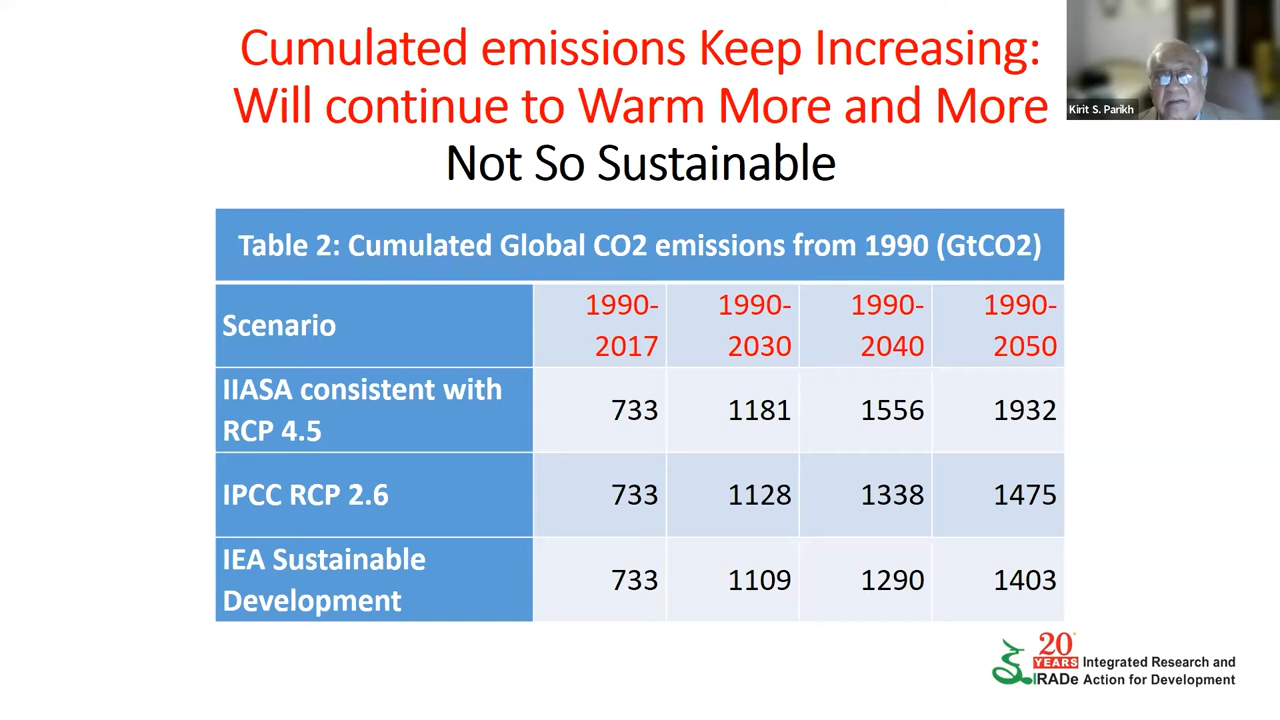 Cumulated emissions Keep Increasing:
Will continue to Warm More and More
Not So Sustainable
Kirit S. Parikh
Table 2: Cumulated Global CO2 emissions from 1990 (GtCO2)
Scenario 1990-2017 1990-2030 1990-2040 1990-2050
IIASA consistent with
RCP 4.5 733 1181 1556 1932
IPCC RCP 2.6 733 1128 1338 1475
IEA Sustainable
Development 733 1109 1290 1403
20
YEARS
IRADe
Integrated Research and
Action for Development